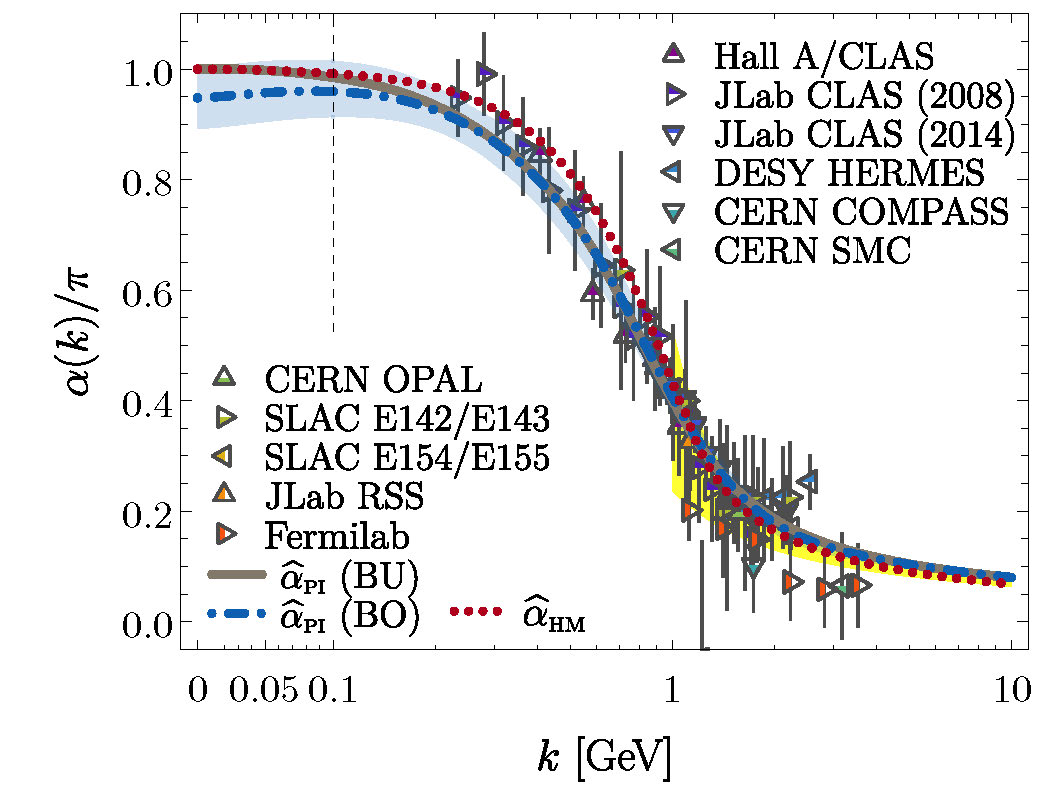 1.0
0.8
0.6
0.4
0.2
0.0
α(k)/π
Hall A/CLAS
JLab CLAS (2008)
JLab CLAS (2014)
DESY HERMES
CERN COMPASS
CERN SMC
CERN OPAL
SLAC E142/E143
SLAC E154/E155
JLab RSS
Fermilab
α̂PI (BU)
α̂PI (BO) α̂HM
0 0.05 0.1 1 10
k [GeV]